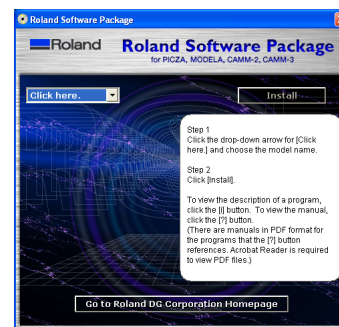 Roland Software Package
Roland
Roland Software Package
for PICZA, MODELA, CAMM-2, CAMM-3
Click here.
Install
Step 1
Click the drop-down arrow for [Click
here.] and choose the model name.
Step 2
Click [Install].
To view the description of a program,
click the [i] button. To view the manual,
click the [?] button.
(There are manuals in PDF format for
the programs that the [?] button
references. Acrobat Reader is required
to view PDF files.)
Go to Roland DG Corporation Homepage